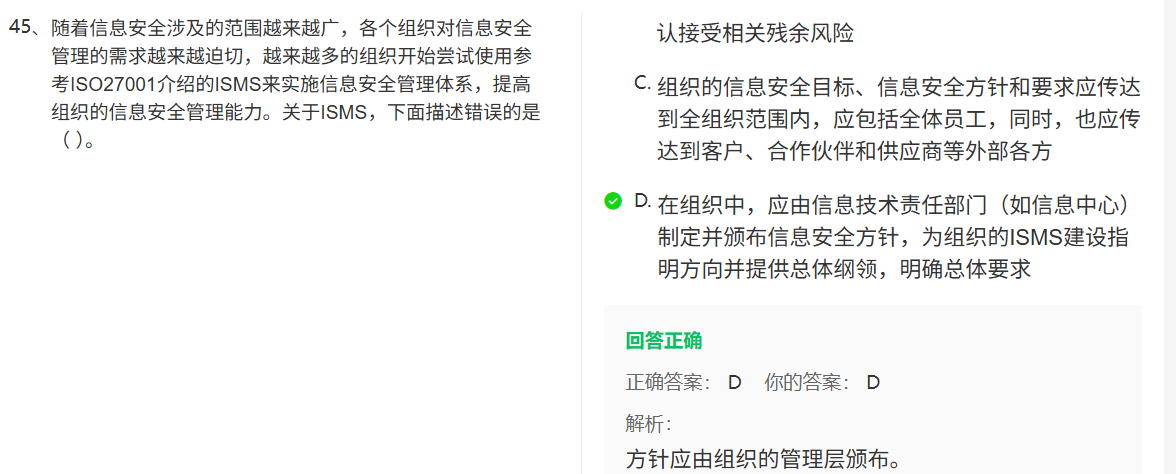 45、随着信息安全涉及的范围越来越广，各个组织对信息安全
管理的需求越来越迫切，越来越多的组织开始尝试使用参
考ISO27001介绍的ISMS来实施信息安全管理体系，提高
组织的信息安全管理能力。关于ISMS，下面描述错误的是
（ ）。
认接受相关残余风险
C. 组织的信息安全目标、信息安全方针和要求应传达
到全组织范围内，应包括全体员工，同时，也应传
达到客户、合作伙伴和供应商等外部各方
D. 在组织中，应由信息技术责任部门（如信息中心）
制定并颁布信息安全方针，为组织的ISMS建设指
明方向并提供总体纲领，明确总体要求
回答正确
正确答案： D 你的答案： D
解析：
方针应由组织的管理层颁布。